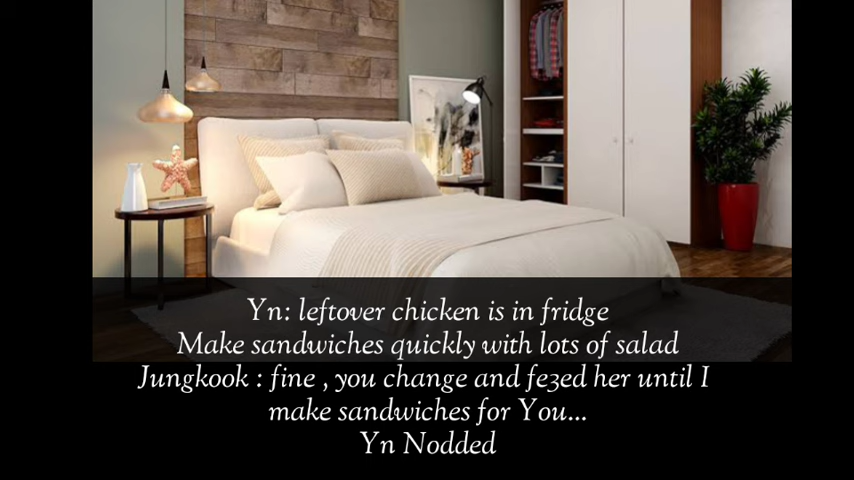 Yn: leftover chicken is in fridge
Make sandwiches quickly with lots of salad
Jungkook : fine , you change and fe3ed her until I
make sandwiches for You...
Yn Nodded